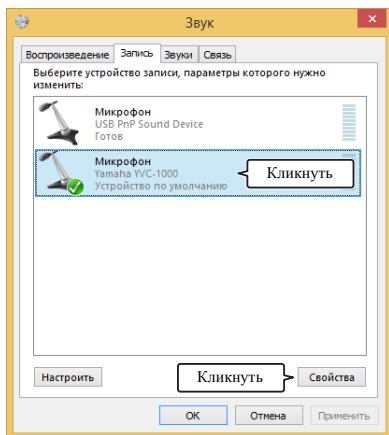 Звук
Воспроизведение Запись Звуки Связь
Выберите устройство записи, параметры которого нужно
изменить:
Микрофон
USB PnP Sound Device
Готов
Микрофон
Yamaha YVC-1000
Устройство по умолчанию
Кликнуть
Настроить
Кликнуть
Свойства
ОК Отмена Применить